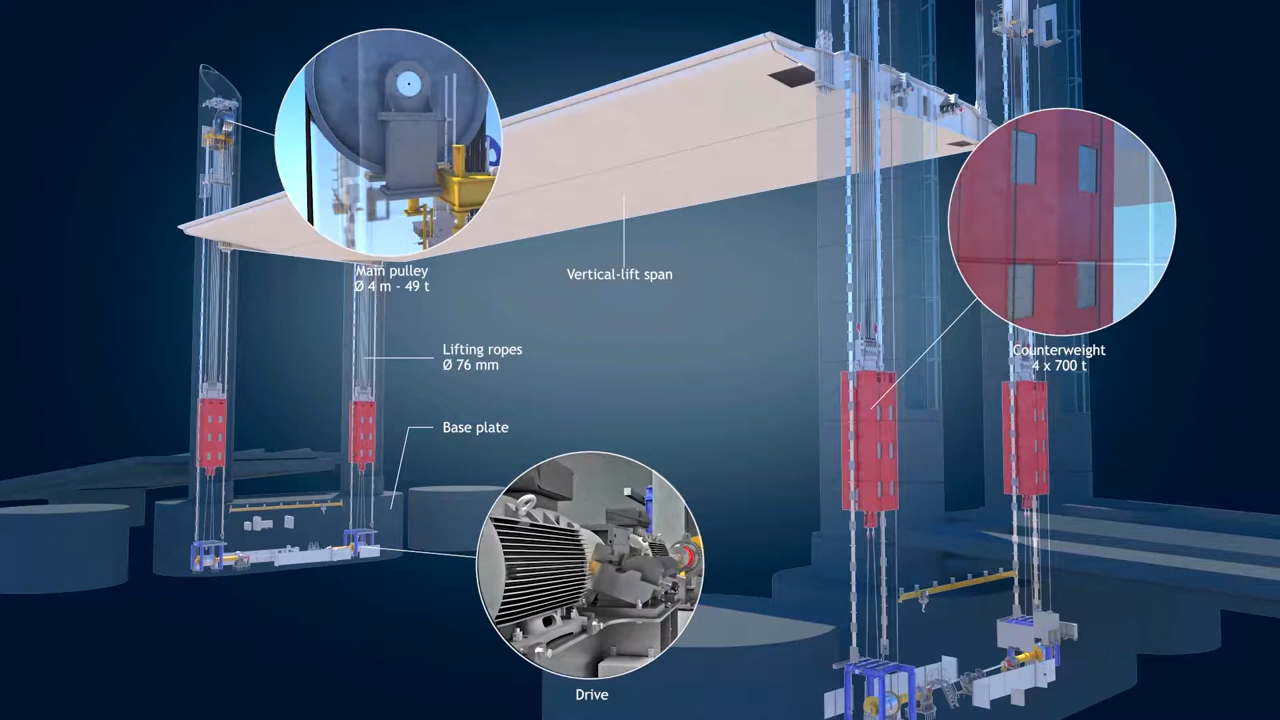 Main pulley
Ø 4 m - 49 t
Vertical-lift span
Lifting ropes
Ø 76 mm
Counterweight
4 x 700 t
Base plate
Drive